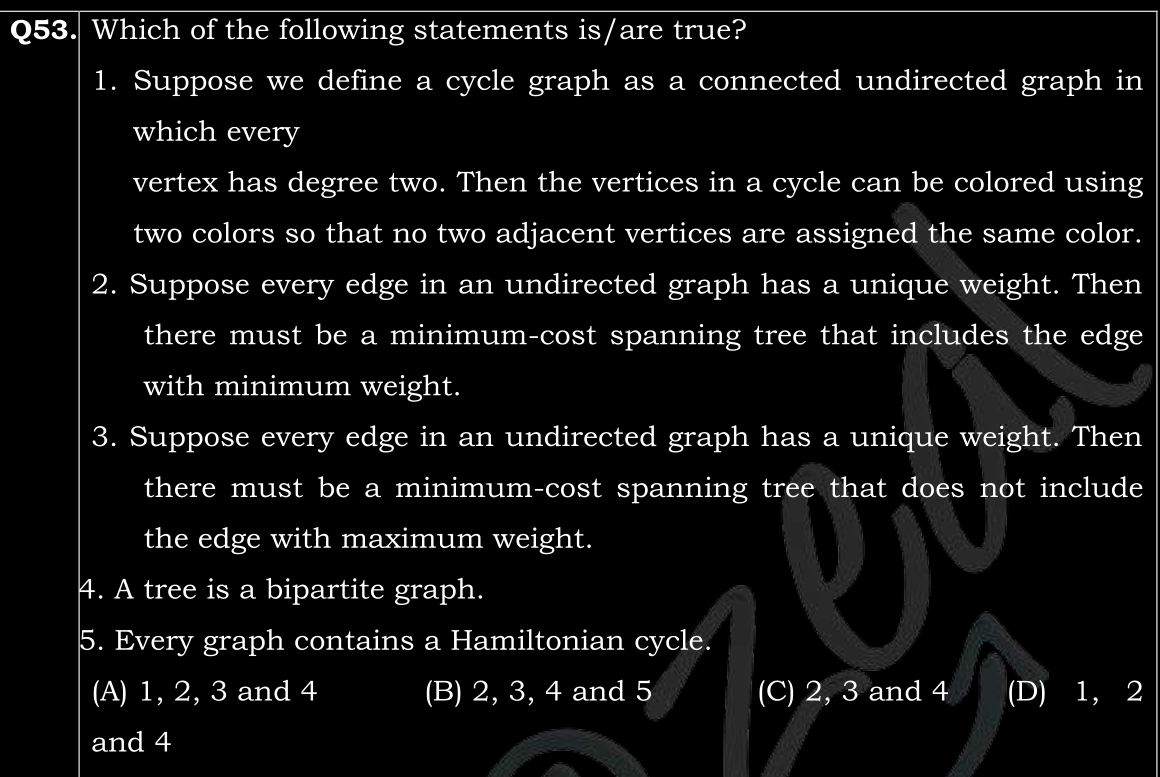 Q53. Which of the following statements is/are true?
1. Suppose we define a cycle graph as a connected undirected graph in
which every
vertex has degree two. Then the vertices in a cycle can be colored using
two colors so that no two adjacent vertices are assigned the same color.
2. Suppose every edge in an undirected graph has a unique weight. Then
there must be a minimum-cost spanning tree that includes the edge
with minimum weight.
3. Suppose every edge in an undirected graph has a unique weight. Then
there must be a minimum-cost spanning tree that does not include
the edge with maximum weight.
4. A tree is a bipartite graph.
5. Every graph contains a Hamiltonian cycle.
(A) 1, 2, 3 and 4 (B) 2, 3, 4 and 5 (C) 2, 3 and 4 (D) 1, 2
and 4